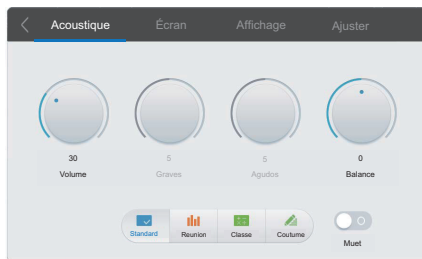 Acoustique Écran Affichage Ajuster
30 5 5 0
Volume Graves Agudos Balance
Standard Reunion Classe Coutume
Muet